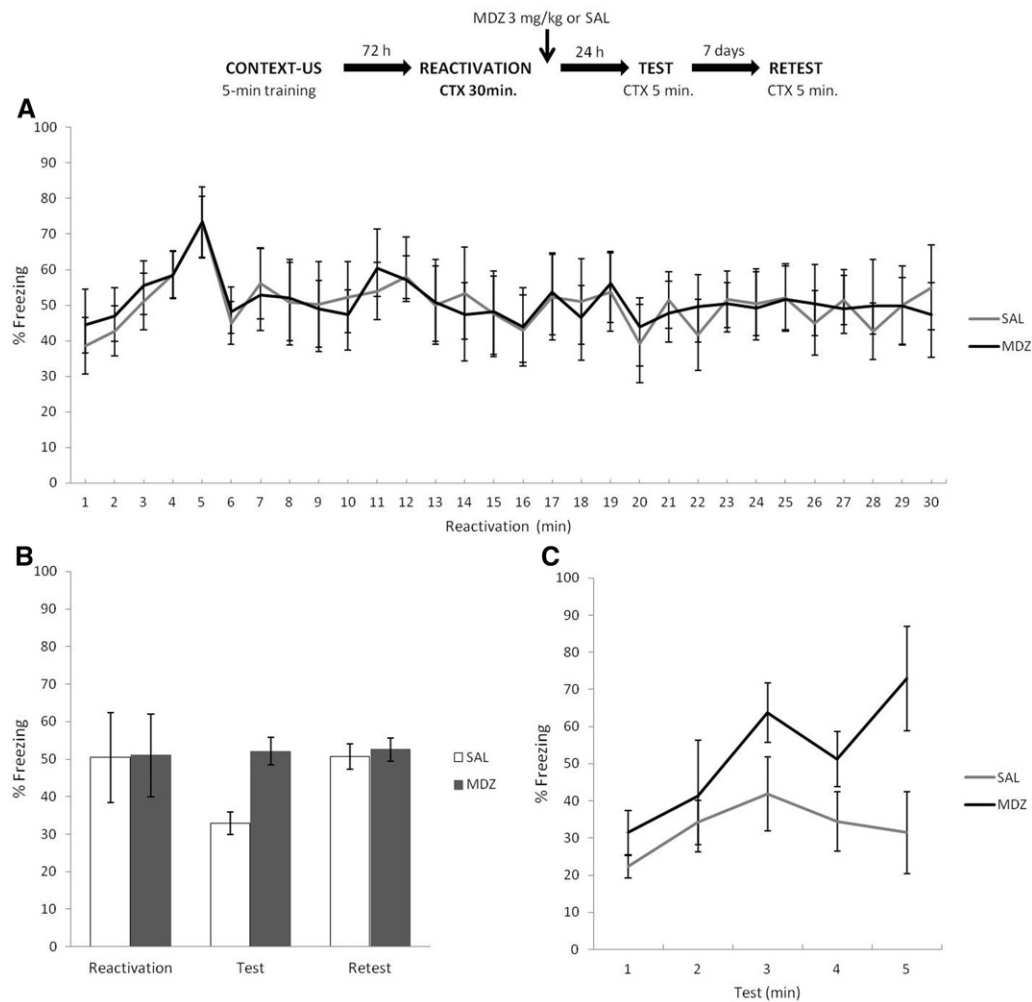 MDZ 3 mg/kg or SAL
72 h 24 h 7 days
CONTEXT-US REACTIVATION TEST RETEST
5-min training CTX 30min. CTX 5 min. CTX 5 min.
A
100
90
80
70
60
50
40
30
20
10
0
% Freezing
SAL
MDZ
1 2 3 4 5 6 7 8 9 10 11 12 13 14 15 16 17 18 19 20 21 22 23 24 25 26 27 28 29 30
Reactivation (min)
B
100
90
80
70
60
50
40
30
20
10
0
% Freezing
SAL
MDZ
Reactivation Test Retest
C
100
90
80
70
60
50
40
30
20
10
0
% Freezing
SAL
MDZ
1 2 3 4 5
Test (min)